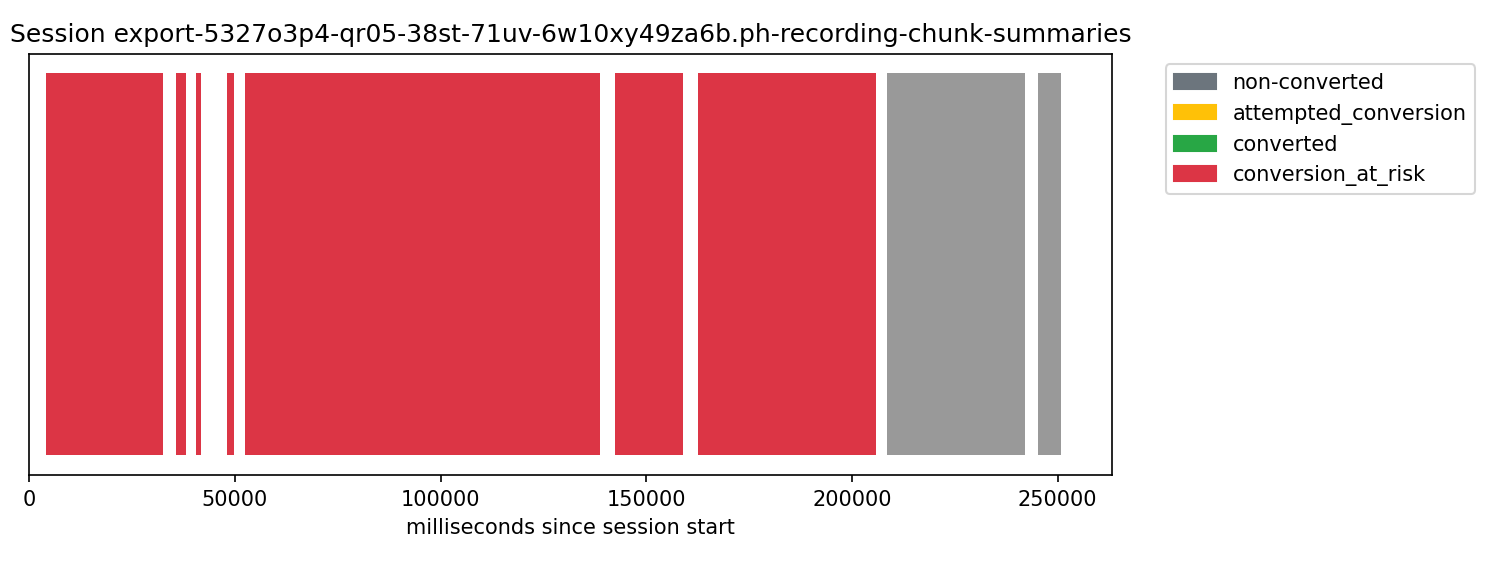 Session export-5327o3p4-qr05-38st-71uv-6w10xy49za6b.ph-recording-chunk-summaries
non-converted
attempted_conversion
converted
conversion_at_risk
0 50000 100000 150000 200000 250000
milliseconds since session start